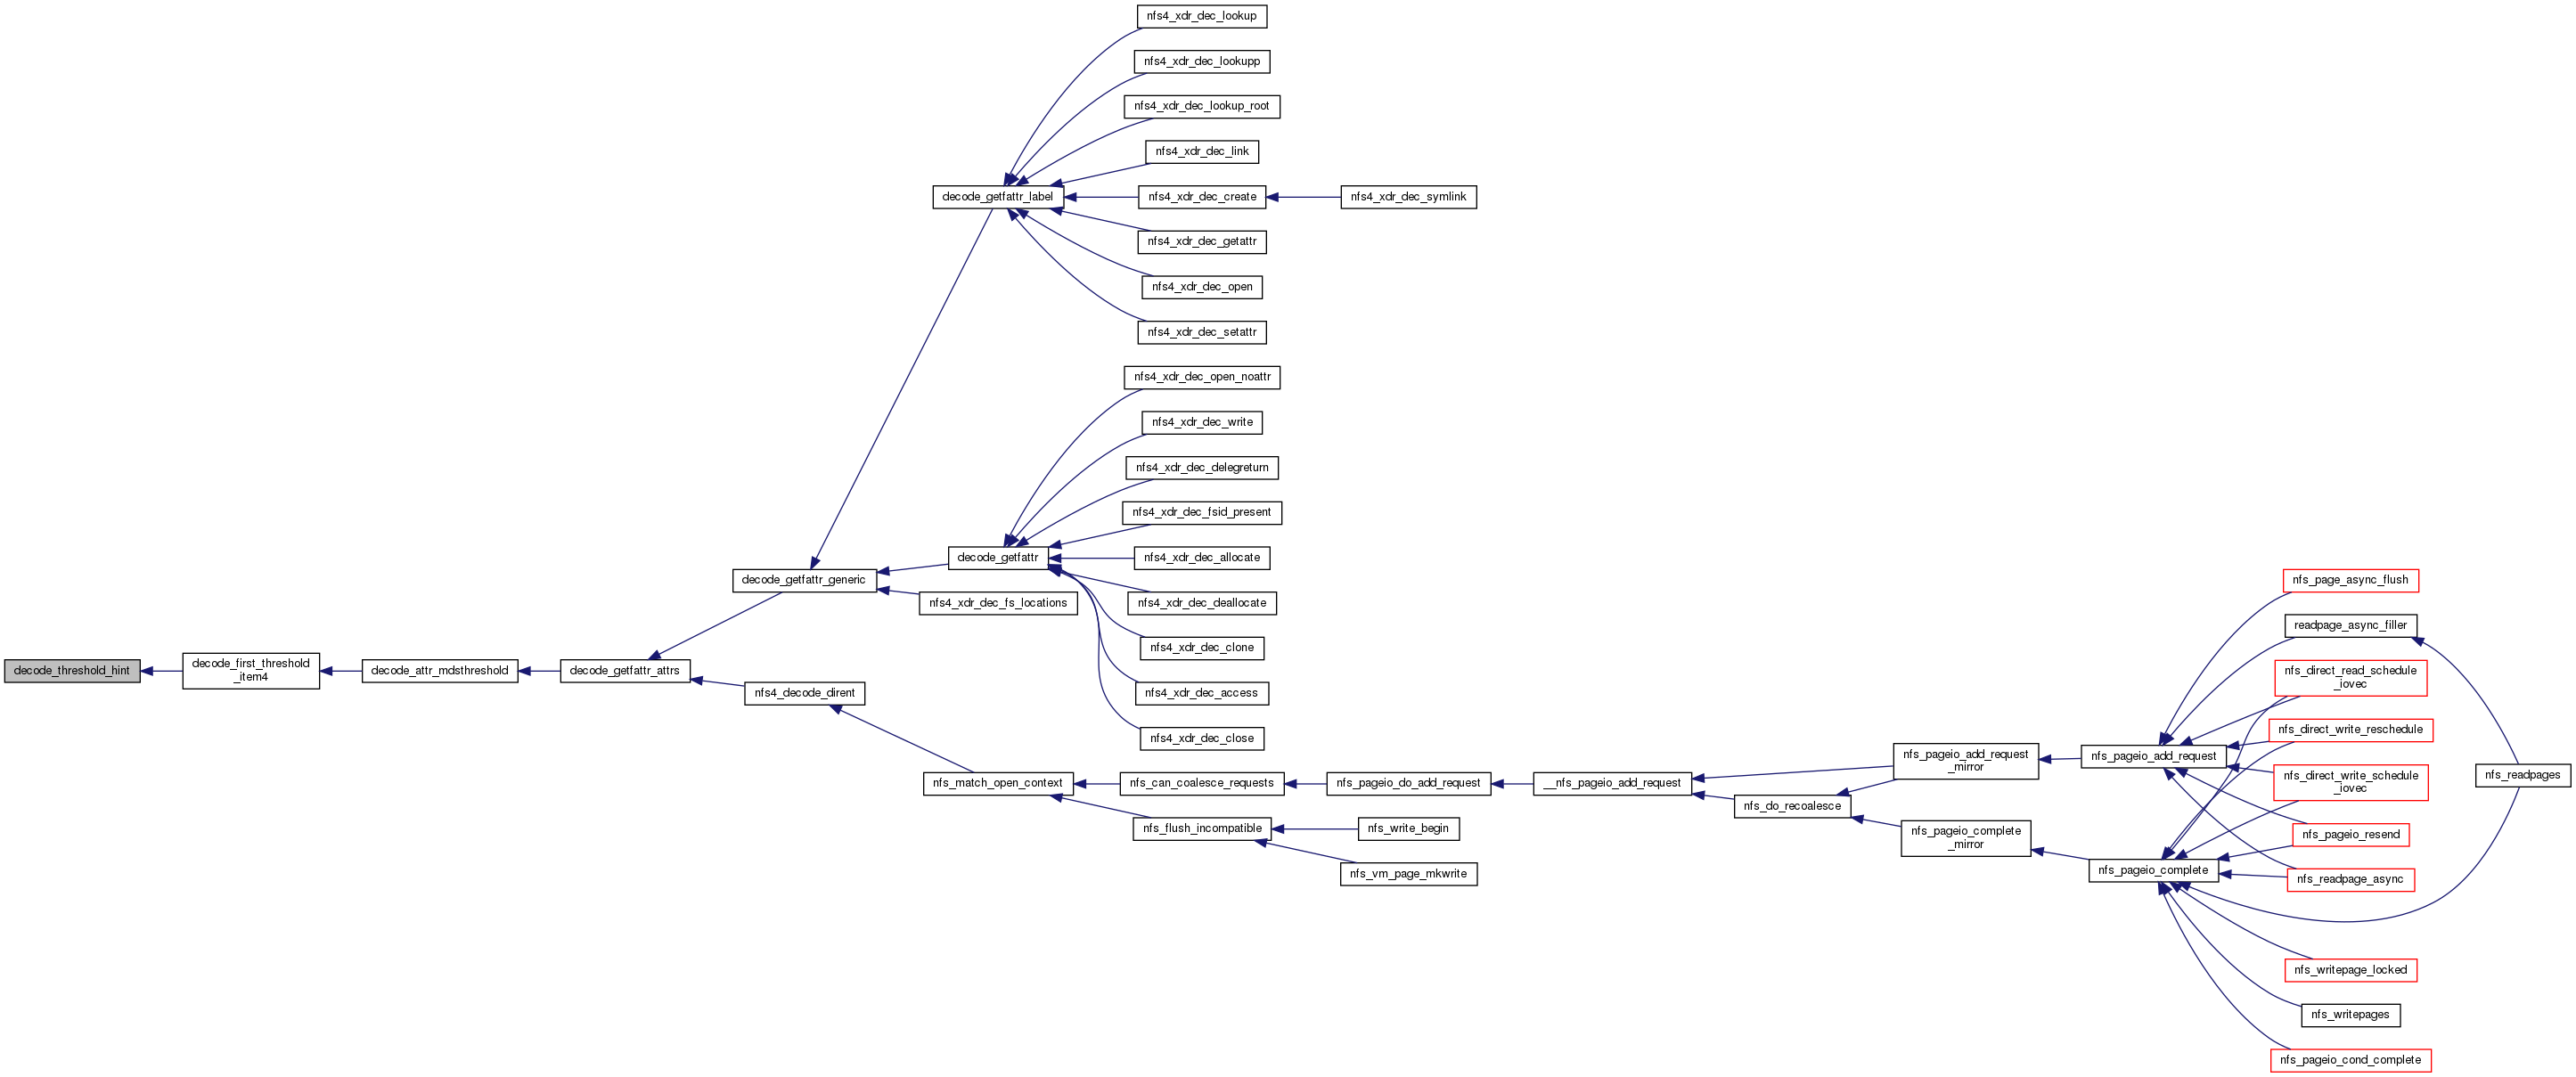 decode_threshold_hint
decode_first_threshold
_item4
decode_attr_mdsthreshold
decode_getfattr_attrs
decode_getfattr_generic
decode_getfattr_label
nfs4_xdr_dec_lookup
nfs4_xdr_dec_lookupp
nfs4_xdr_dec_lookup_root
nfs4_xdr_dec_link
nfs4_xdr_dec_create
nfs4_xdr_dec_symlink
nfs4_xdr_dec_getattr
nfs4_xdr_dec_open
nfs4_xdr_dec_setattr
decode_getfattr
nfs4_xdr_dec_open_noattr
nfs4_xdr_dec_write
nfs4_xdr_dec_delegreturn
nfs4_xdr_dec_fsid_present
nfs4_xdr_dec_allocate
nfs4_xdr_dec_deallocate
nfs4_xdr_dec_clone
nfs4_xdr_dec_access
nfs4_xdr_dec_close
nfs4_xdr_dec_fs_locations
nfs4_decode_dirent
nfs_match_open_context
nfs_can_coalesce_requests
nfs_pageio_do_add_request
__nfs_pageio_add_request
nfs_pageio_add_request
_mirror
nfs_do_recoalesce
nfs_pageio_complete
_mirror
nfs_flush_incompatible
nfs_write_begin
nfs_vm_page_mkwrite
nfs_pageio_add_request
nfs_pageio_complete
nfs_page_async_flush
readpage_async_filler
nfs_direct_read_schedule
_iovec
nfs_direct_write_reschedule
nfs_direct_write_schedule
_iovec
nfs_pageio_resend
nfs_readpage_async
nfs_readpages
nfs_writepage_locked
nfs_writepages
nfs_pageio_cond_complete